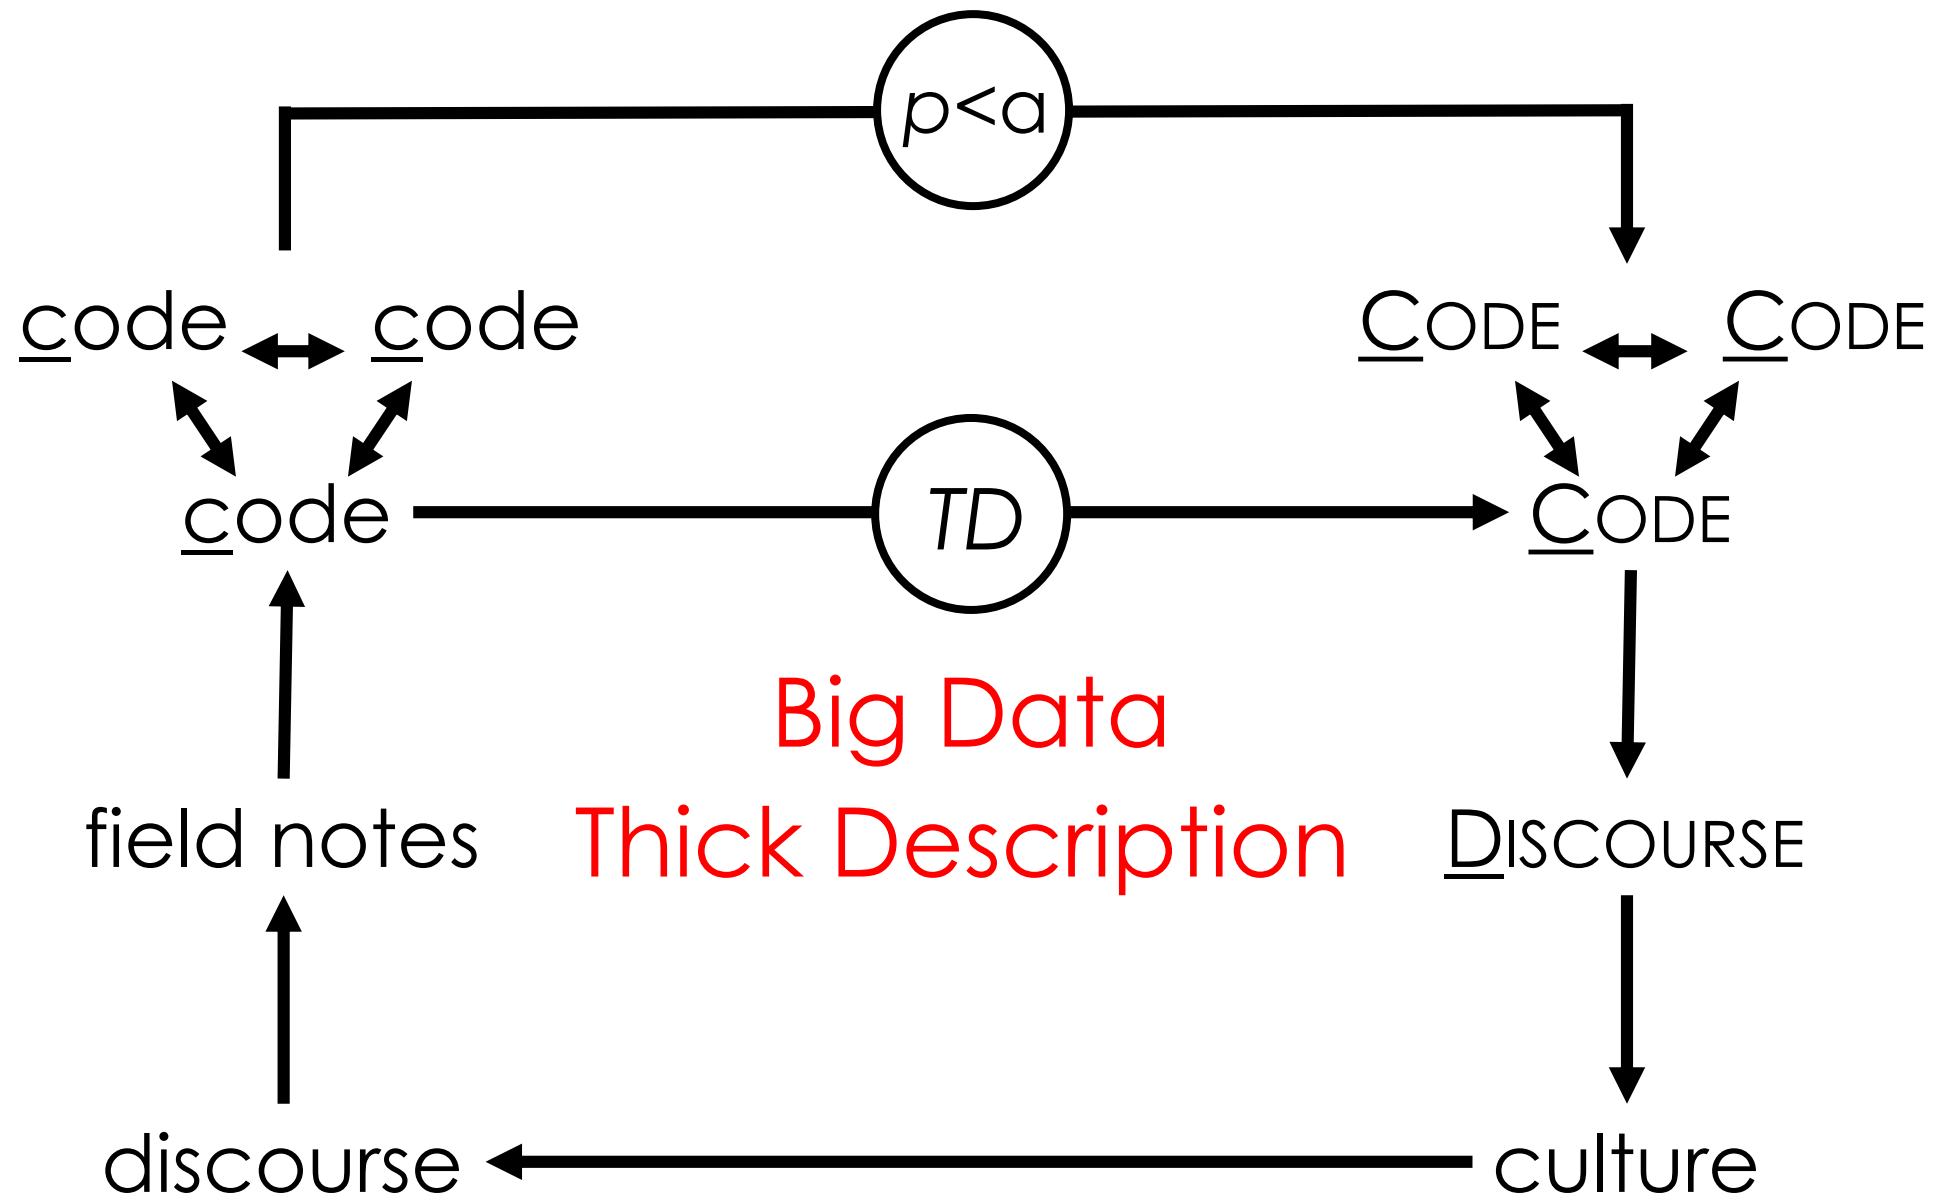 p<a
code code
CODE CODE
code
TD
CODE
Big Data
field notes
Thick Description
DISCOURSE
discourse
culture